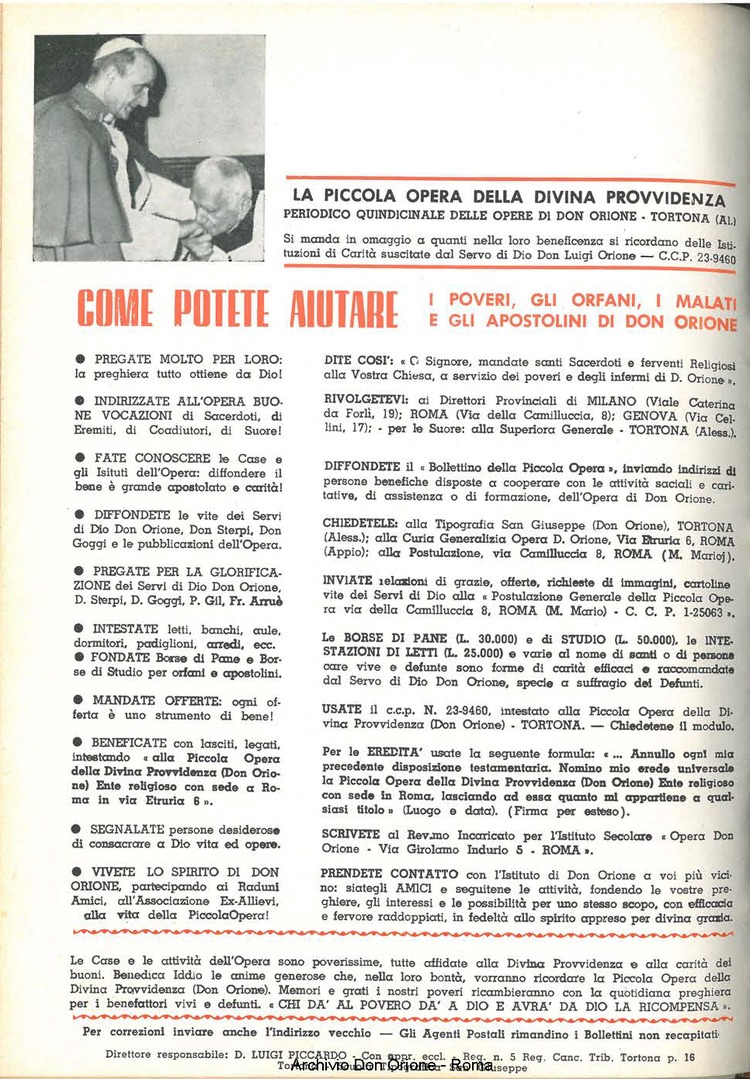 LA PICCOLA OPERA DELLA DIVINA PROVVIDENZA
PERIODICO QUINDICINALE DELLE OPERE DI DON ORIONE - TORTONA (Al.)
Si manda in omaggio a quanti nella loro beneficenza si ricordano delle Isti-
tuzioni di Carità suscitate dal Servo di Dio Don Luigi Orione — C.C.P. 23-9460
COME POTETE AIUTARE
I POVERI, GLI ORFANI, I MALATI
E GLI APOSTOLINI DI DON ORIONE
● PREGATE MOLTO PER LORO:
la preghiera tutto ottiene da Dio!
● INDIRIZZATE ALL'OPERA BUO-
NE VOCAZIONI di Sacerdoti, di
Eremiti, di Coadiutori, di Suore!
● FATE CONOSCERE le Case e
gli Isituti dell'Opera: diffondere il
bene è grande apostolato e carità!
● DIFFONDETE le vite dei Servi
di Dio Don Orione, Don Sterpi, Don
Goggi e le pubblicazioni dell'Opera.
● PREGATE PER LA GLORIFICA-
ZIONE dei Servi di Dio Don Orione,
D. Sterpi, D. Goggi, P. Gil, Fr. Arruè
● INTESTATE letti, banchi, aule,
dormitori, padiglioni, arredi, ecc.
● FONDATE Borse di Pane e Bor-
se di Studio per orfani e apostolini.
● MANDATE OFFERTE: ogni of-
ferta è uno strumento di bene!
● BENEFICATE con lasciti, legati,
intestando « alla Piccola Opera
della Divina Provvidenza (Don Orio-
ne) Ente religioso con sede a Ro-
ma in via Etruria 6 ».
● SEGNALATE persone desiderose
di consacrare a Dio vita ed opere.
● VIVETE LO SPIRITO DI DON
ORIONE, partecipando ai Raduni
Amici, all'Associazione Ex-Allievi,
alla vita della PiccolaOpera!
DITE COSI': « O Signore, mandate santi Sacerdoti e ferventi Religiosi
alla Vostra Chiesa, a servizio dei poveri e degli infermi di D. Orione ».
RIVOLGETEVI: ai Direttori Provinciali di MILANO (Viale Caterina
da Forlì, 19); ROMA (Via della Camilluccia, 8); GENOVA (Via Cel-
lini, 17); - per le Suore: alla Superiora Generale - TORTONA (Aless.).
DIFFONDETE il « Bollettino della Piccola Opera », inviando indirizzi di
persone benefiche disposte a cooperare con le attività saciali e cari-
tative, di assistenza o di formazione, dell'Opera di Don Orione.
CHIEDETELE: alla Tipografia San Giuseppe (Don Orione), TORTONA
(Aless.); alla Curia Generalizia Opera D. Orione, Via Etruria 6, ROMA
(Appio); alla Postulazione, via Camilluccia 8, ROMA (M. Marioj).
INVIATE relazioni di grazie, offerte, richieste di immagini, cartoline
vite dei Servi di Dio alla « Postulazione Generale della Piccola Ope-
ra via della Camilluccia 8, ROMA (M. Mario) - C. C. P. 1-25063 ».
Le BORSE DI PANE (L. 30.000) e di STUDIO (L. 50.000), le INTE-
STAZIONI DI LETTI (L. 25.000) e varie al nome di santi o di persone
care vive e defunte sono forme di carità efficaci e raccomandate
dal Servo di Dio Don Orione, specie a suffragio dei Defunti.
USATE il c.c.p. N. 23-9460, intestato alla Piccola Opera della Di-
vina Provvidenza (Don Orione) - TORTONA. — Chiedetene il modulo.
Per le EREDITA' usate la seguente formula: « ... Annullo ogni mia
precedente disposizione testamentaria. Nomino mio erede universale
la Piccola Opera della Divina Provvidenza (Don Orione) Ente religioso
con sede in Roma, lasciando ad essa quanto mi appartiene a qual-
siasi titolo » (Luogo e data). (Firma per esteso).
SCRIVETE al Rev.mo Incaricato per l'Istituto Secolare « Opera Don
Orione - Via Girolamo Indurio 5 - ROMA ».
PRENDETE CONTATTO con l'Istituto di Don Orione a voi più vici-
no: siategli AMICI e seguitene le attività, fondendo le vostre pre-
ghiere, gli interessi e le possibilità per uno stesso scopo, con efficacia
e fervore raddoppiati, in fedeltà allo spirito appreso per divina grazia.
Le Case e le attività dell'Opera sono poverissime, tutte affidate alla Divina Provvidenza e alla carità dei
buoni. Benedica Iddio le anime generose che, nella loro bontà, vorranno ricordare la Piccola Opera della
Divina Provvidenza (Don Orione). Memori e grati i nostri poveri ricambieranno con la quotidiana preghiera
per i benefattori vivi e defunti. « CHI DA' AL POVERO DA' A DIO E AVRA' DA DIO LA RICOMPENSA ».
Per correzioni inviare anche l'indirizzo vecchio — Gli Agenti Postali rimandino i Bollettini non recapitati
Direttore responsabile: D. LUIGI PICCARDO - Con appr. eccl. - Reg. n. 5 Reg. Canc. Trib. Tortona p. 16
Archivio Don Orione - Roma